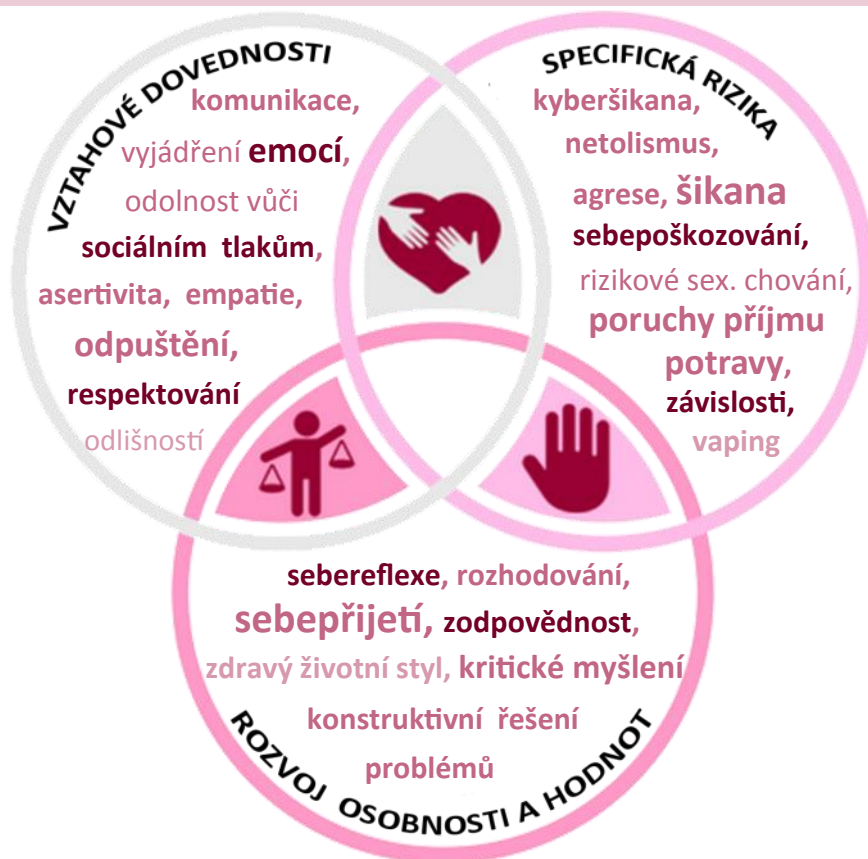 VZTAHOVÉ DOVEDNOSTI
komunikace,
vyjádření emocí,
odolnost vůči
sociálním tlakům,
asertivita, empatie,
odpuštění,
respektování
odlišností
SPECIFICKÁ RIZIKA
kyberšikana,
netolismus,
agrese, šikana
sebepoškozování,
rizikové sex. chování,
poruchy příjmu
potravy,
závislosti,
vaping
sebereflexe, rozhodování,
sebepřijetí, zodpovědnost,
zdravý životní styl, kritické myšlení
konstruktivní řešení
problémů
ROZVOJ OSOBNOSTI A HODNOT